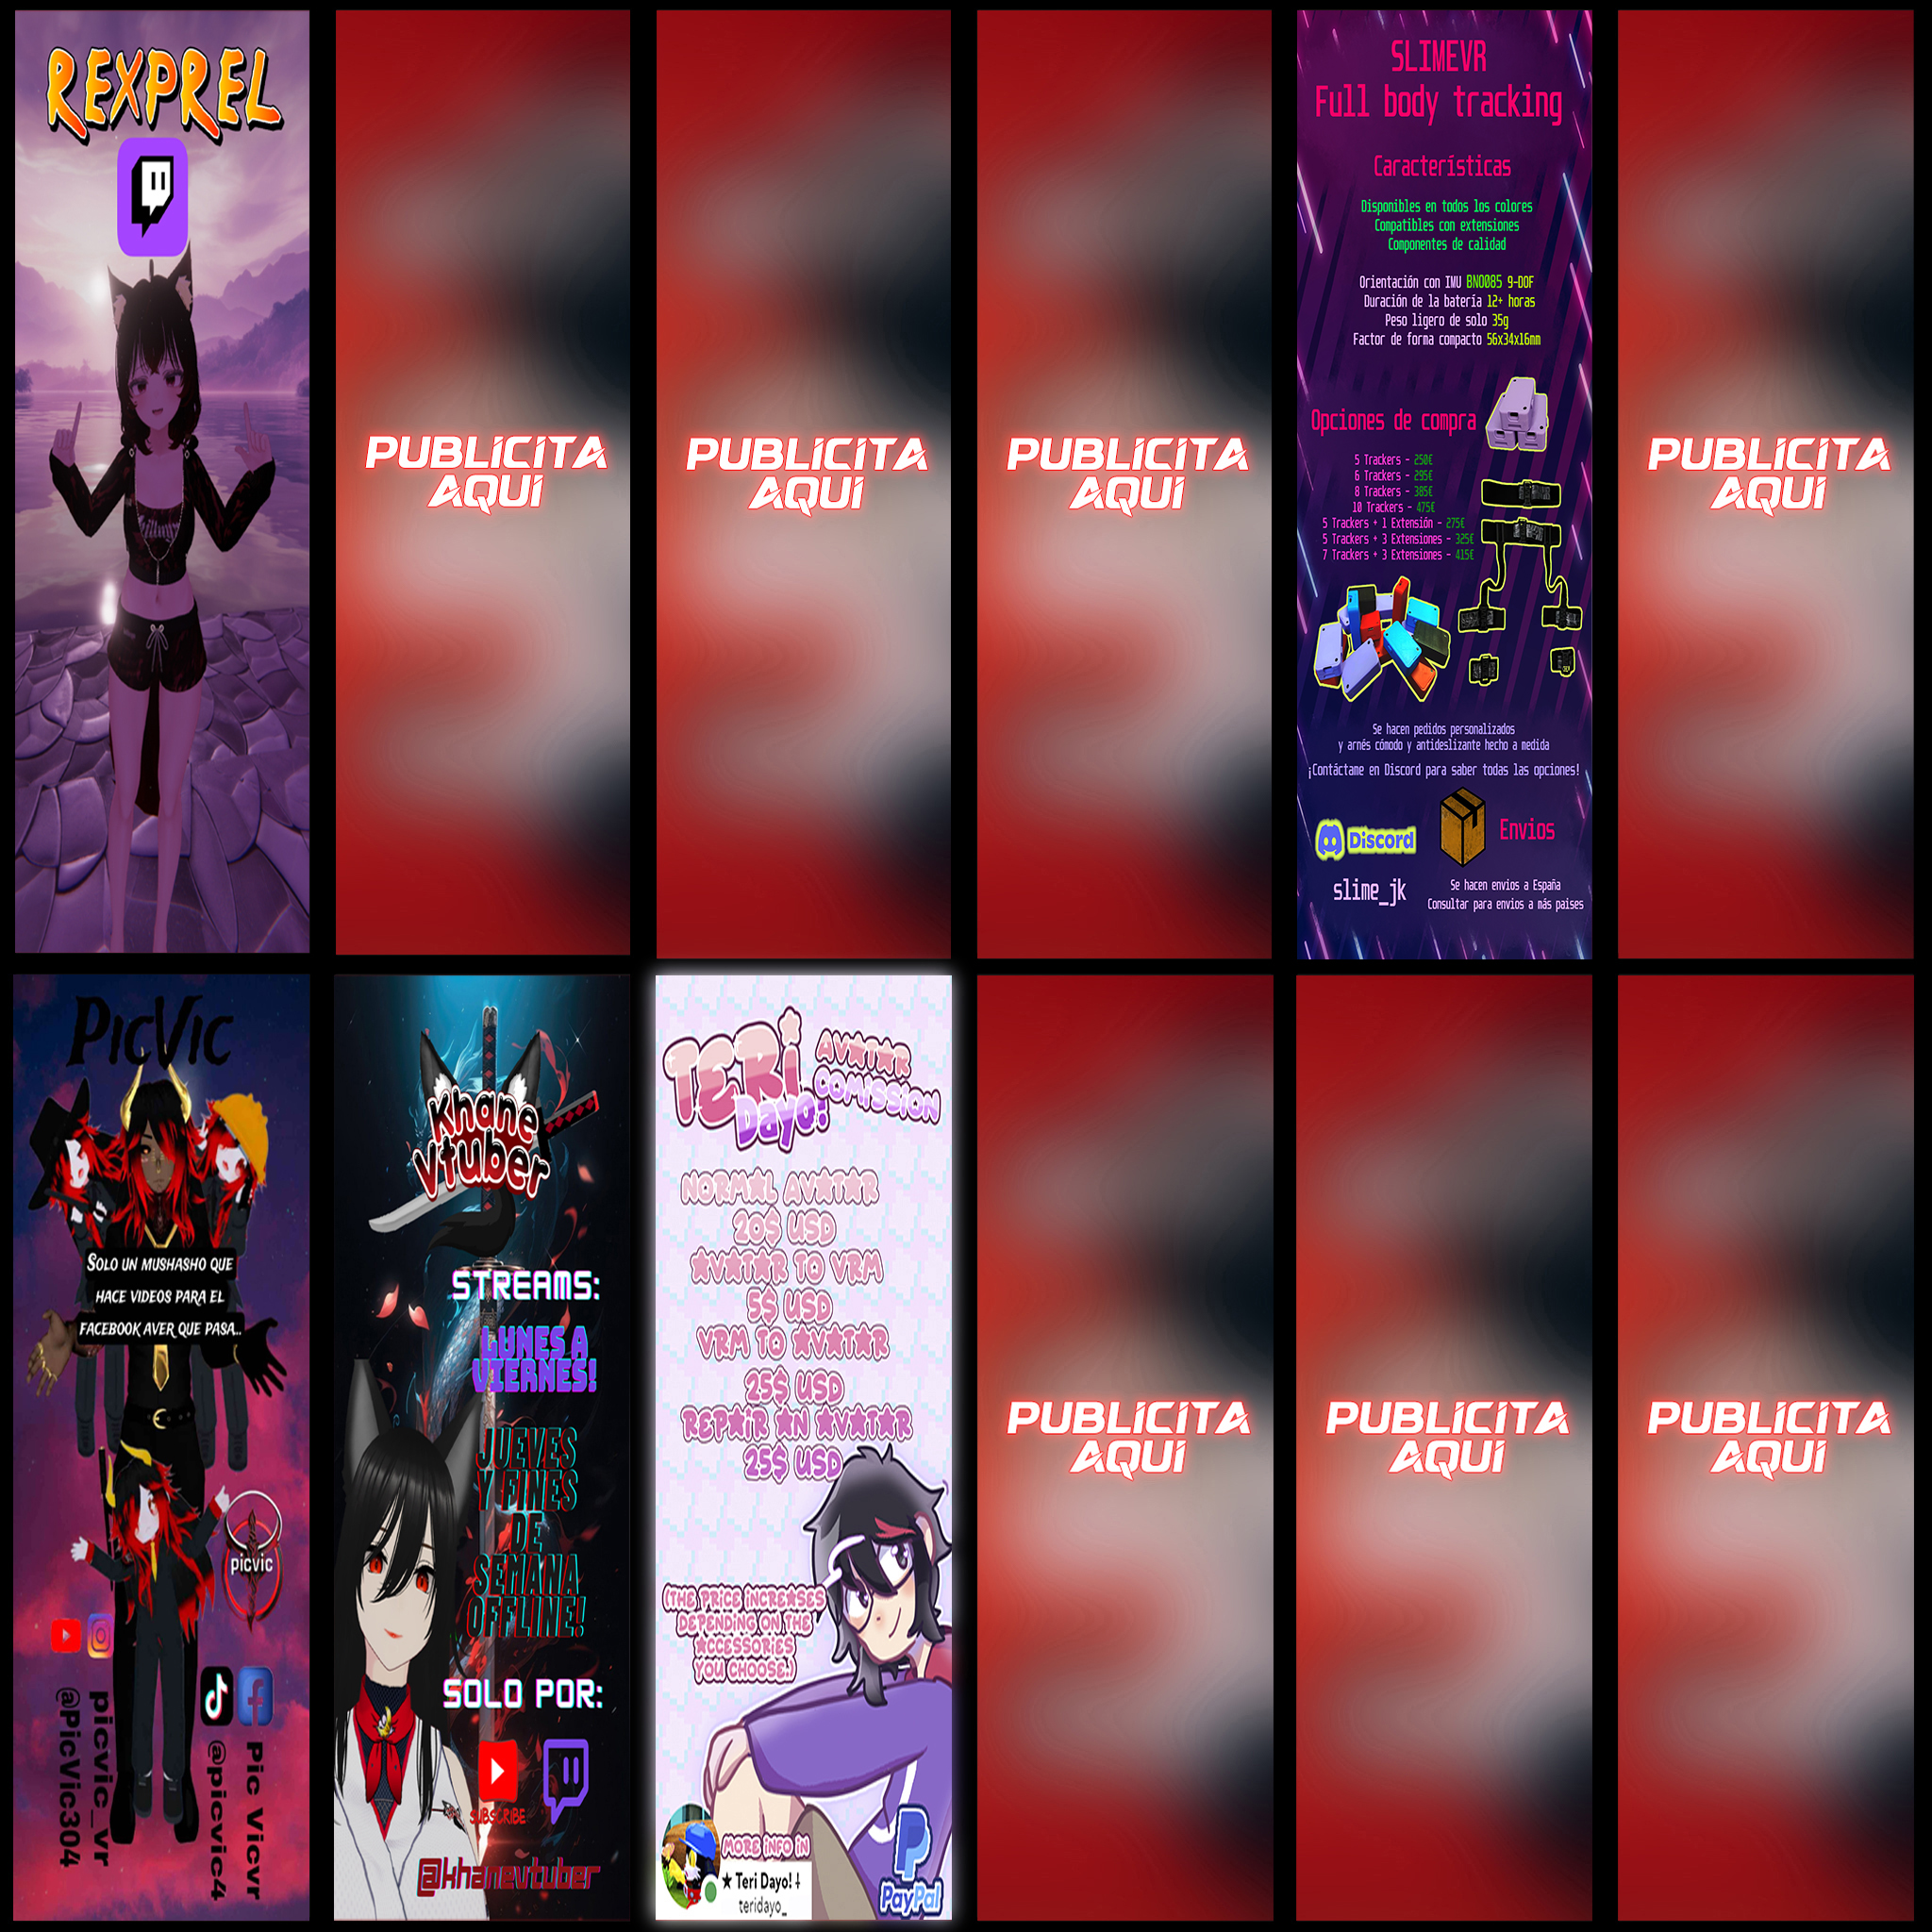 REXPREL
PUBLICITA
AQUI
PUBLICITA
AQUI
PUBLICITA
AQUI
SLIMEVR
Full body tracking
Características
Disponibles en todos los colores
Compatibles con extensiones
Componentes de calidad
Orientación con IMU BNO085 9-DOF
Duración de la batería 12+ horas
Peso ligero de solo 35g
Factor de forma compacto 56x34x16mm
Opciones de compra
5 Trackers - 250€
6 Trackers - 295€
8 Trackers - 385€
10 Trackers - 475€
5 Trackers + 1 Extensión - 275€
5 Trackers + 3 Extensiones - 325€
7 Trackers + 3 Extensiones - 415€
Se hacen pedidos personalizados
y arnés cómodo y antideslizante hecho a medida
¡Contáctame en Discord para saber todas las opciones!
Discord
slime_jk
Envios
Se hacen envios a España
Consultar para envios a más paises
PUBLICITA
AQUI
PicVic
Solo un mushasho que
hace videos para el
facebook aver que pasa...
picvic
@PicVic304
picvic_vr
@picvic4
Pic Vicvr
Khane
Vtuber
STREAMS:
LUNES A
VIERNES!
JUEVES
Y FINES
DE
SEMANA
OFFLINE!
SOLO POR:
SUBSCRIBE
@khanevtuber
TERi
Dayo!
AVATAR
COMISSION
NORMAL AVATAR
20$ USD
AVATAR TO VRM
5$ USD
VRM TO AVATAR
25$ USD
REPAiR AN AVATAR
25$ USD
(THE PRiCE iNCREASES
DEPENDiNG ON THE
ACCESSORiES
YOU CHOOSE.)
MORE iNFO iN
★ Teri Dayo! ⸸
teridayo_
PayPal
PUBLICITA
AQUI
PUBLICITA
AQUI
PUBLICITA
AQUI